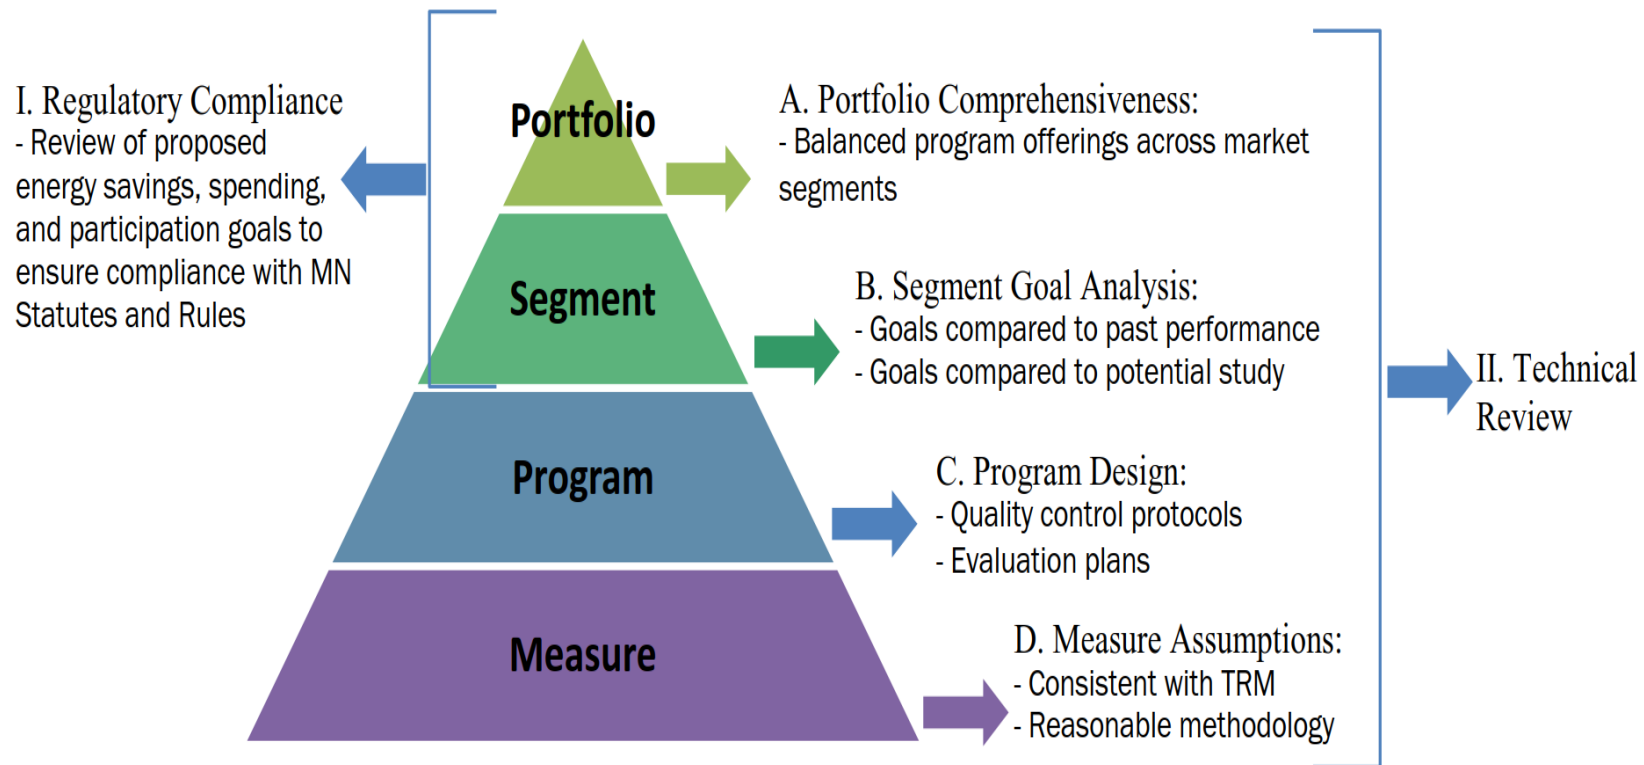 I. Regulatory Compliance
- Review of proposed
energy savings, spending,
and participation goals to
ensure compliance with MN
Statutes and Rules
Portfolio
Segment
Program
Measure
A. Portfolio Comprehensiveness:
- Balanced program offerings across market
segments
B. Segment Goal Analysis:
- Goals compared to past performance
- Goals compared to potential study
C. Program Design:
- Quality control protocols
- Evaluation plans
D. Measure Assumptions:
- Consistent with TRM
- Reasonable methodology
II. Technical
Review